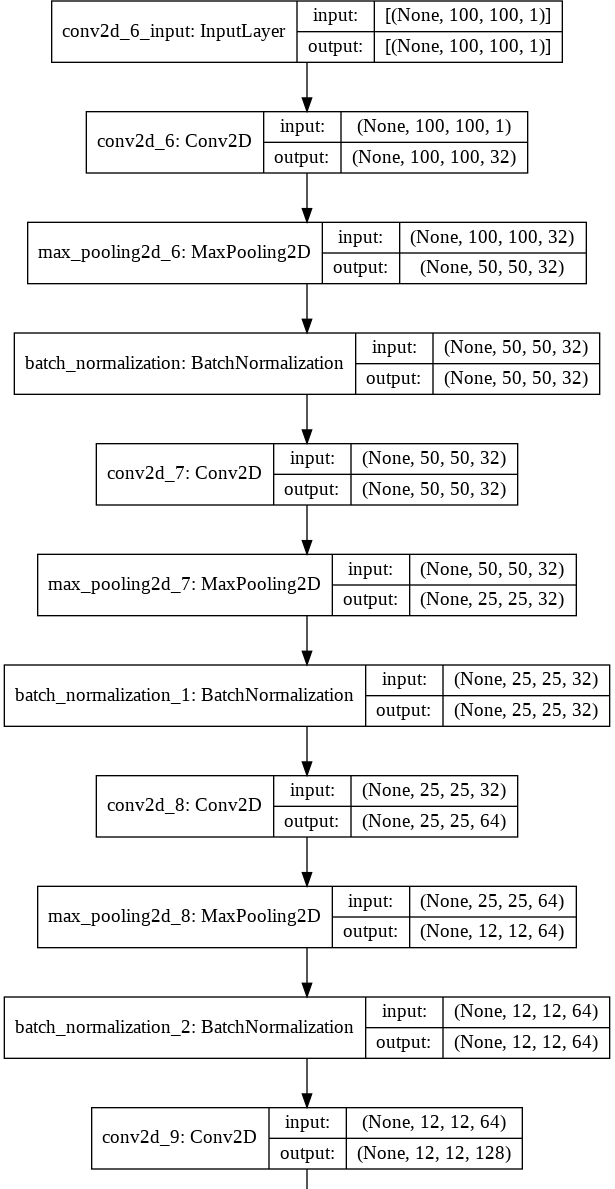 conv2d_6_input: InputLayer
input:
[(None, 100, 100, 1)]
output:
[(None, 100, 100, 1)]
conv2d_6: Conv2D
input:
(None, 100, 100, 1)
output:
(None, 100, 100, 32)
max_pooling2d_6: MaxPooling2D
input:
(None, 100, 100, 32)
output:
(None, 50, 50, 32)
batch_normalization: BatchNormalization
input:
(None, 50, 50, 32)
output:
(None, 50, 50, 32)
conv2d_7: Conv2D
input:
(None, 50, 50, 32)
output:
(None, 50, 50, 32)
max_pooling2d_7: MaxPooling2D
input:
(None, 50, 50, 32)
output:
(None, 25, 25, 32)
batch_normalization_1: BatchNormalization
input:
(None, 25, 25, 32)
output:
(None, 25, 25, 32)
conv2d_8: Conv2D
input:
(None, 25, 25, 32)
output:
(None, 25, 25, 64)
max_pooling2d_8: MaxPooling2D
input:
(None, 25, 25, 64)
output:
(None, 12, 12, 64)
batch_normalization_2: BatchNormalization
input:
(None, 12, 12, 64)
output:
(None, 12, 12, 64)
conv2d_9: Conv2D
input:
(None, 12, 12, 64)
output:
(None, 12, 12, 128)